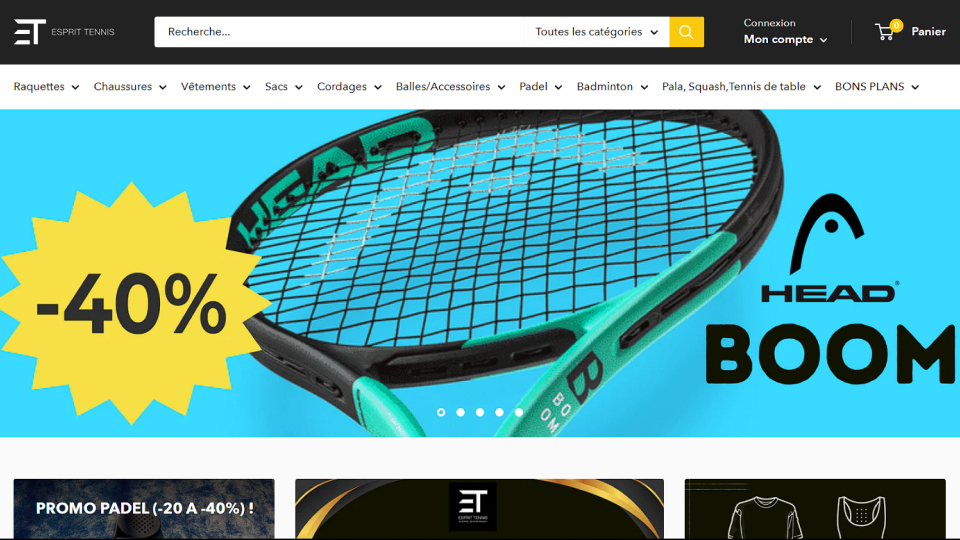 ESPRIT TENNIS
Recherche...
Toutes les catégories
Connexion
Mon compte
0
Panier
Raquettes
Chaussures
Vêtements
Sacs
Cordages
Balles/Accessoires
Padel
Badminton
Pala, Squash,Tennis de table
BONS PLANS
HEAD
-40%
HEAD
BOOM
BOOM
B
PROMO PADEL (-20 A -40%) !
ESPRIT TENNIS